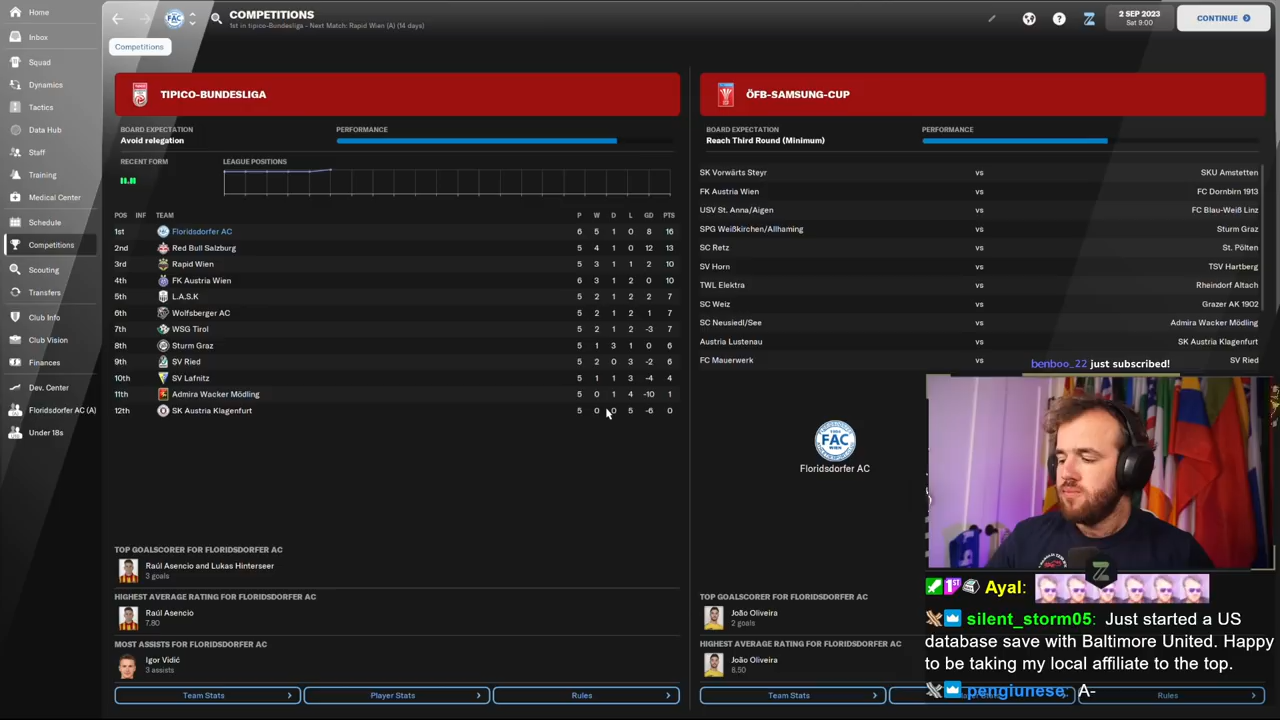 Home
Inbox
Squad
Dynamics
Tactics
Data Hub
Staff
Training
Medical Center
Schedule
Competitions
Scouting
Transfers
Club Info
Club Vision
Finances
Dev. Center
Floridsdorfer AC (A)
Under 18s
COMPETITIONS
1st in tipico-Bundesliga - Next Match: Rapid Wien (A) (14 days)
2 SEP 2023
Sat 9:00
CONTINUE
Competitions
TIPICO-BUNDESLIGA
BOARD EXPECTATION PERFORMANCE
Avoid relegation
RECENT FORM LEAGUE POSITIONS
POS INF TEAM P W D L GD PTS
1st Floridsdorfer AC 6 5 1 0 8 16
2nd Red Bull Salzburg 5 4 1 0 12 13
3rd Rapid Wien 5 3 1 1 2 10
4th FK Austria Wien 6 3 1 2 0 10
5th L.A.S.K 5 2 1 2 2 7
6th Wolfsberger AC 5 2 1 2 1 7
7th WSG Tirol 5 2 1 2 -3 7
8th Sturm Graz 5 1 3 1 0 6
9th SV Ried 5 2 0 3 -2 6
10th SV Lafnitz 5 1 1 3 -4 4
11th Admira Wacker Mödling 5 0 1 4 -10 1
12th SK Austria Klagenfurt 5 0 0 5 -6 0
TOP GOALSCORER FOR FLORIDSDORFER AC
Raúl Asencio and Lukas Hinterseer
3 goals
HIGHEST AVERAGE RATING FOR FLORIDSDORFER AC
Raúl Asencio
7.80
MOST ASSISTS FOR FLORIDSDORFER AC
Igor Vidić
3 assists
Team Stats
Player Stats
Rules
ÖFB-SAMSUNG-CUP
BOARD EXPECTATION PERFORMANCE
Reach Third Round (Minimum)
SK Vorwärts Steyr vs SKU Amstetten
FK Austria Wien vs FC Dornbirn 1913
USV St. Anna/Aigen vs FC Blau-Weiß Linz
SPG Weißkirchen/Allhaming vs Sturm Graz
SC Retz vs St. Pölten
SV Horn vs TSV Hartberg
TWL Elektra vs Rheindorf Altach
SC Weiz vs Grazer AK 1902
SC Neusiedl/See vs Admira Wacker Mödling
Austria Lustenau vs SK Austria Klagenfurt
FC Mauerwerk vs SV Ried
benboo_22 just subscribed!
FAC
WIEN
Floridsdorfer AC
TOP GOALSCORER FOR FLORIDSDORFER AC
João Oliveira
2 goals
HIGHEST AVERAGE RATING FOR FLORIDSDORFER AC
João Oliveira
8.50
Team Stats
Rules
1st Ayal:
silent_storm05: Just started a US
database save with Baltimore United. Happy
to be taking my local affiliate to the top.
pengiunese: A-